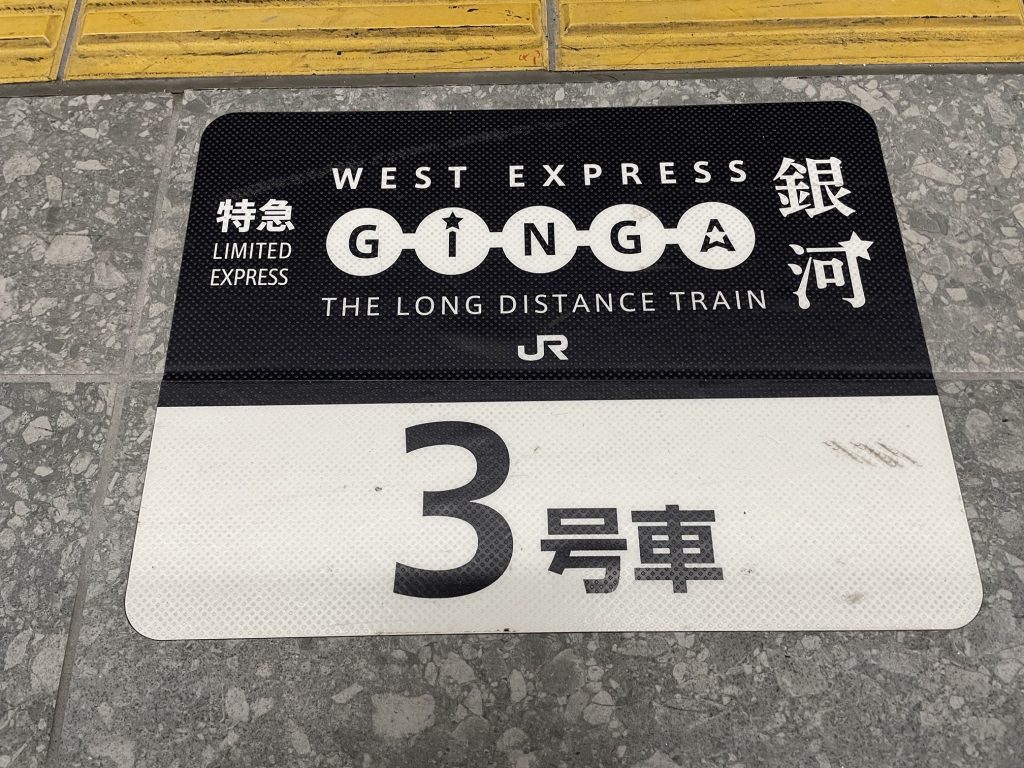 特急
LIMITED
EXPRESS
WEST EXPRESS
GiNGA
THE LONG DISTANCE TRAIN
JR
銀河
3号車